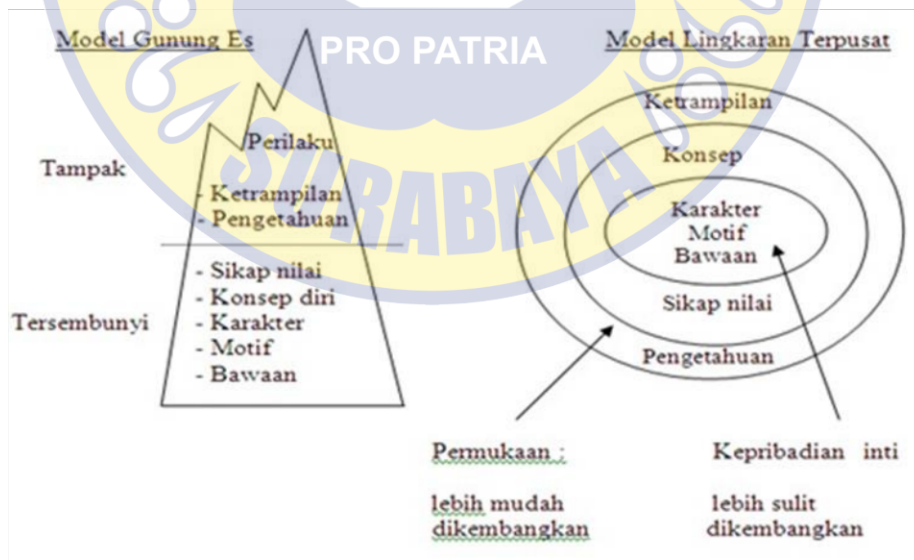 Model Gunung Es
PRO PATRIA
SURABAYA
Tampak
Perilaku
- Ketrampilan
- Pengetahuan
Tersembunyi
- Sikap nilai
- Konsep diri
- Karakter
- Motif
- Bawaan
Model Lingkaran Terpusat
Ketrampilan
Konsep
Karakter
Motif
Bawaan
Sikap nilai
Pengetahuan
Permukaan ;
lebih mudah
dikembangkan
Kepribadian inti
lebih sulit
dikembangkan